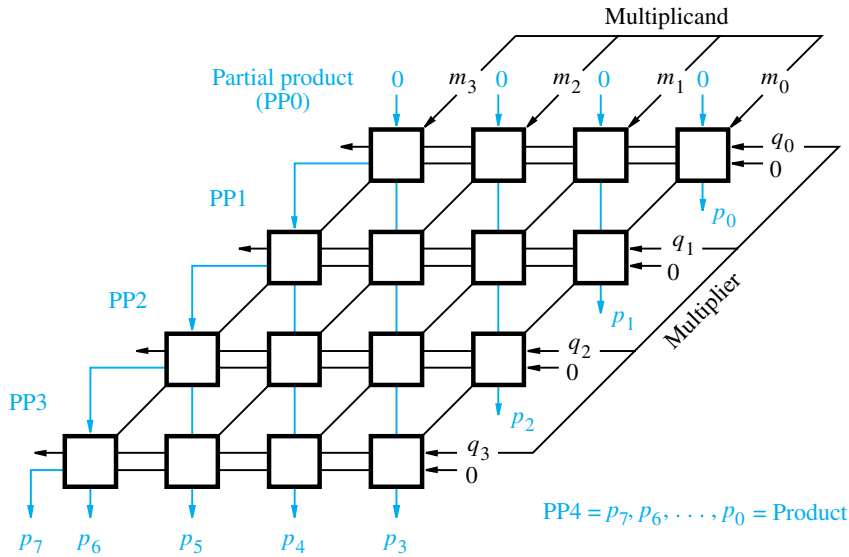 Multiplicand
Partial product 0 m₃ 0 m₂ 0 m₁ 0 m₀
(PP0)
q₀
0
PP1
p₀
q₁
0
PP2
p₁
Multiplier
q₂
0
PP3
p₂
q₃
0
PP4 = p₇, p₆, . . . , p₀ = Product
p₇ p₆ p₅ p₄ p₃